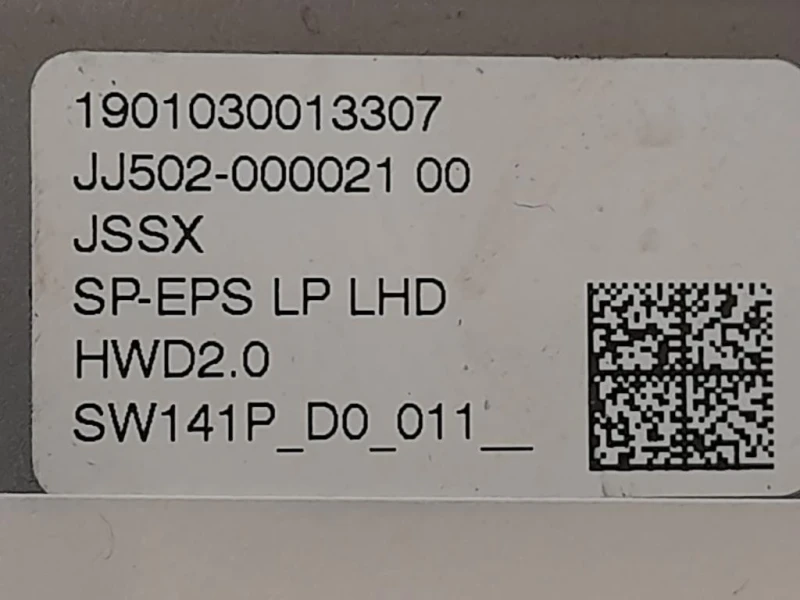 1901030013307
JJ502-000021 00
JSSX
SP-EPS LP LHD
HWD2.0
SW141P_D0_011__